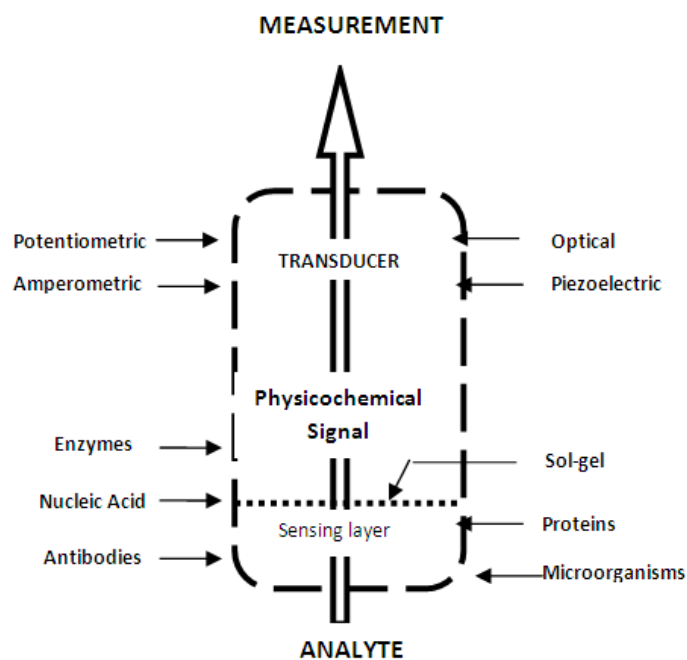 MEASUREMENT
Potentiometric
Optical
TRANSDUCER
Amperometric
Piezoelectric
Physicochemical
Signal
Enzymes
Sol-gel
Nucleic Acid
Proteins
Sensing layer
Antibodies
Microorganisms
ANALYTE